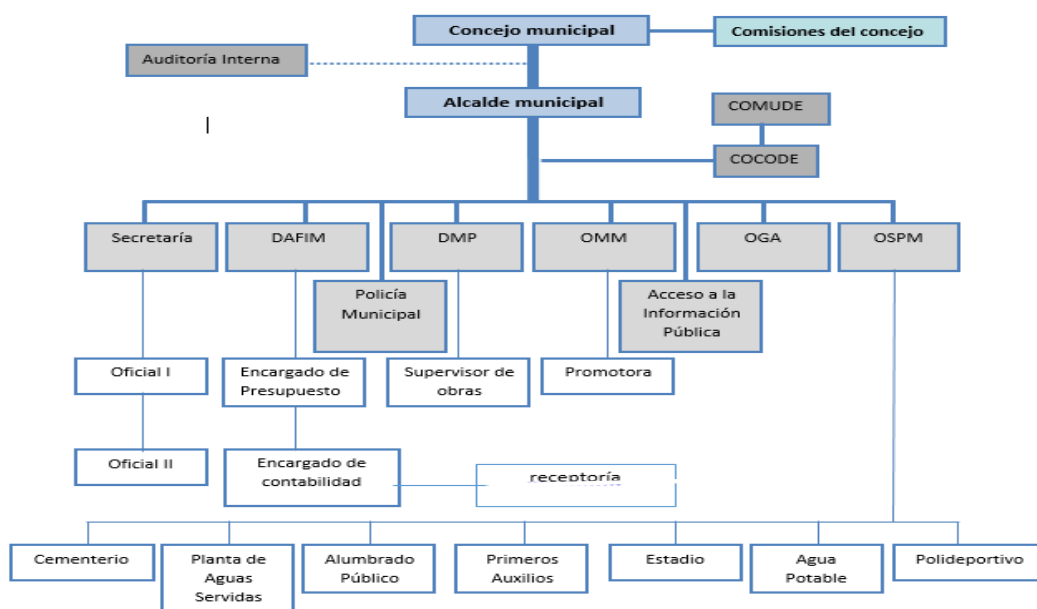 Concejo municipal
Comisiones del concejo
Auditoría Interna
Alcalde municipal
COMUDE
COCODE
Secretaría
DAFIM
DMP
OMM
OGA
OSPM
Policía
Municipal
Acceso a la
Información
Pública
Oficial I
Encargado de
Presupuesto
Supervisor de
obras
Promotora
Oficial II
Encargado de
contabilidad
receptoría
Cementerio
Planta de
Aguas
Servidas
Alumbrado
Público
Primeros
Auxilios
Estadio
Agua
Potable
Polideportivo